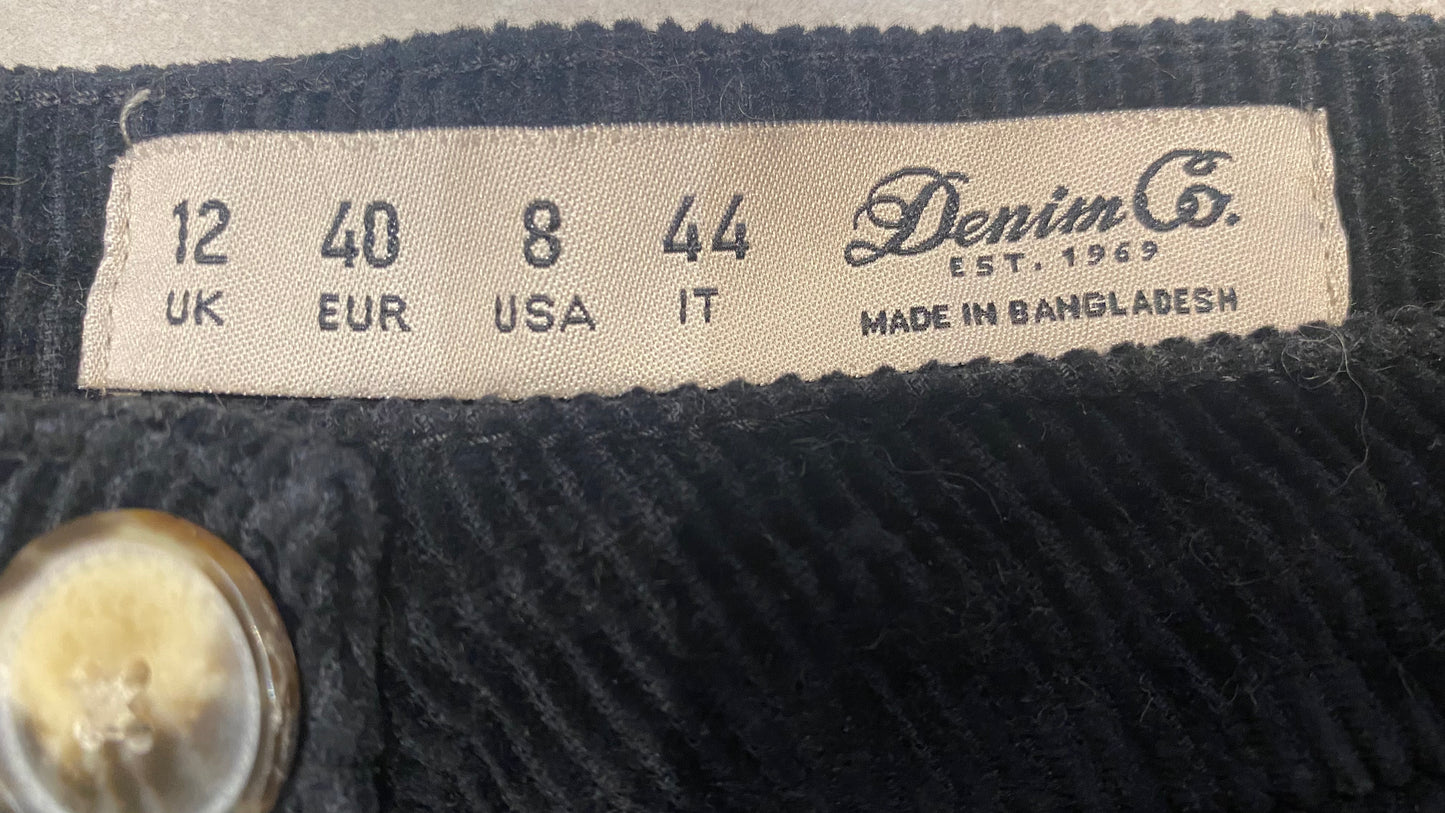 12 40 8 44
UK EUR USA IT
Denim Co.
EST. 1969
MADE IN BANGLADESH